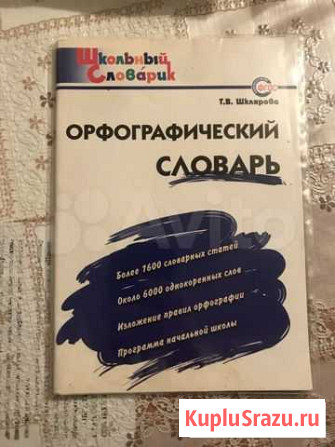 Школьный
Словарик
ФГОС
Т.В. Шклярова
ОРФОГРАФИЧЕСКИЙ
СЛОВАРЬ
Avito
Более 1600 словарных статей
Около 6000 однокоренных слов
Изложение правил орфографии
Программа начальной школы
KupluSrazu.ru